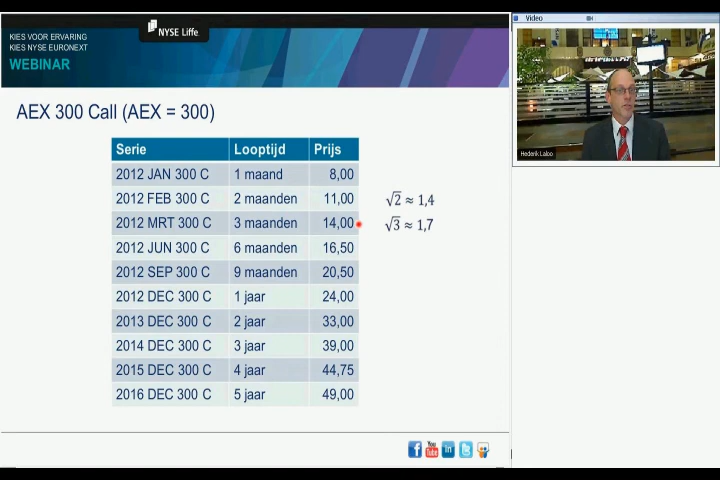 KIES VOOR ERVARING
KIES NYSE EURONEXT
WEBINAR
NYSE Liffe
Video
Hederik Laloo
AEX 300 Call (AEX = 300)
Serie Looptijd Prijs
2012 JAN 300 C 1 maand 8,00
2012 FEB 300 C 2 maanden 11,00
√2 ≈ 1,4
2012 MRT 300 C 3 maanden 14,00
√3 ≈ 1,7
2012 JUN 300 C 6 maanden 16,50
2012 SEP 300 C 9 maanden 20,50
2012 DEC 300 C 1 jaar 24,00
2013 DEC 300 C 2 jaar 33,00
2014 DEC 300 C 3 jaar 39,00
2015 DEC 300 C 4 jaar 44,75
2016 DEC 300 C 5 jaar 49,00
f You Tube in t